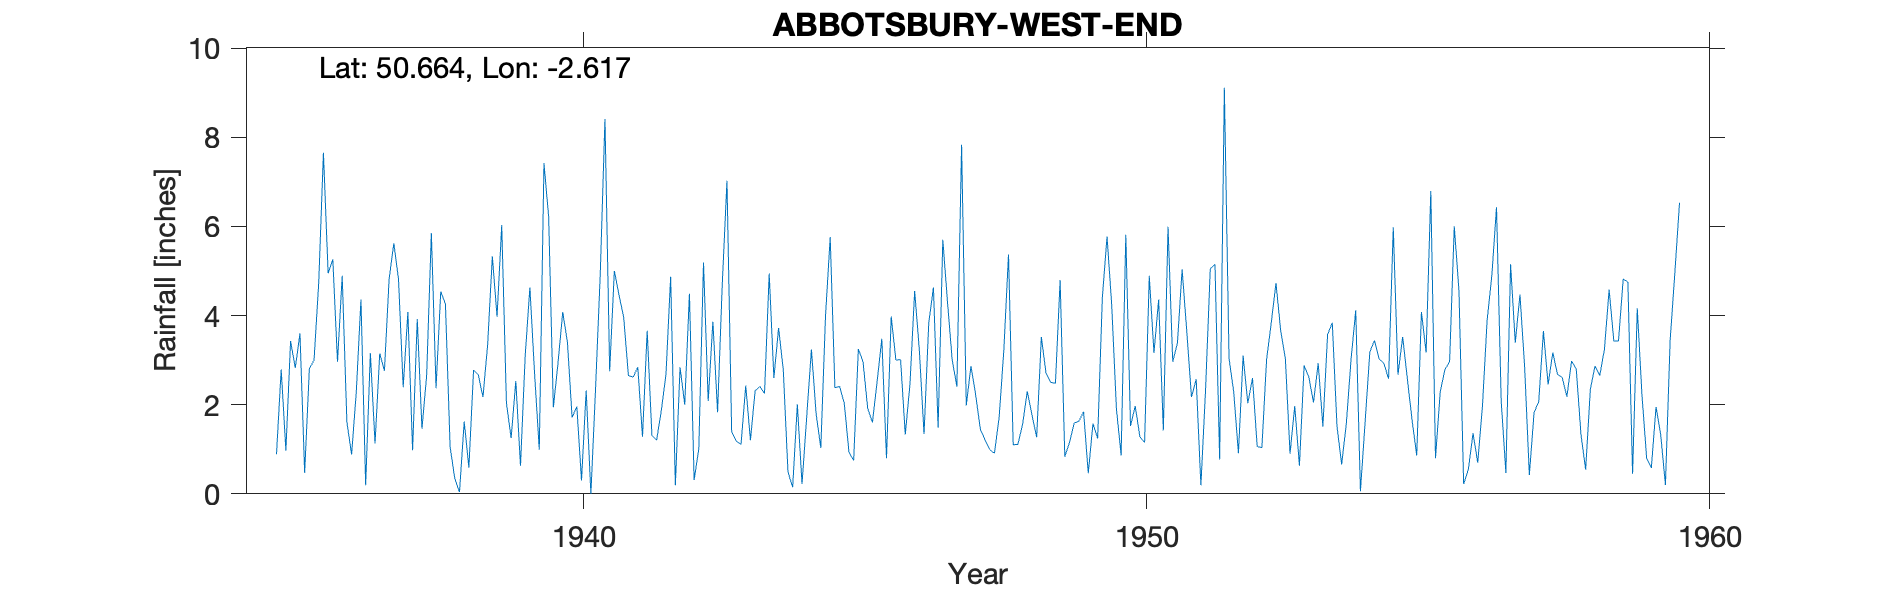 ABBOTSBURY-WEST-END
Lat: 50.664, Lon: -2.617
10
8
6
4
2
0
Rainfall [inches]
1940
1950
1960
Year